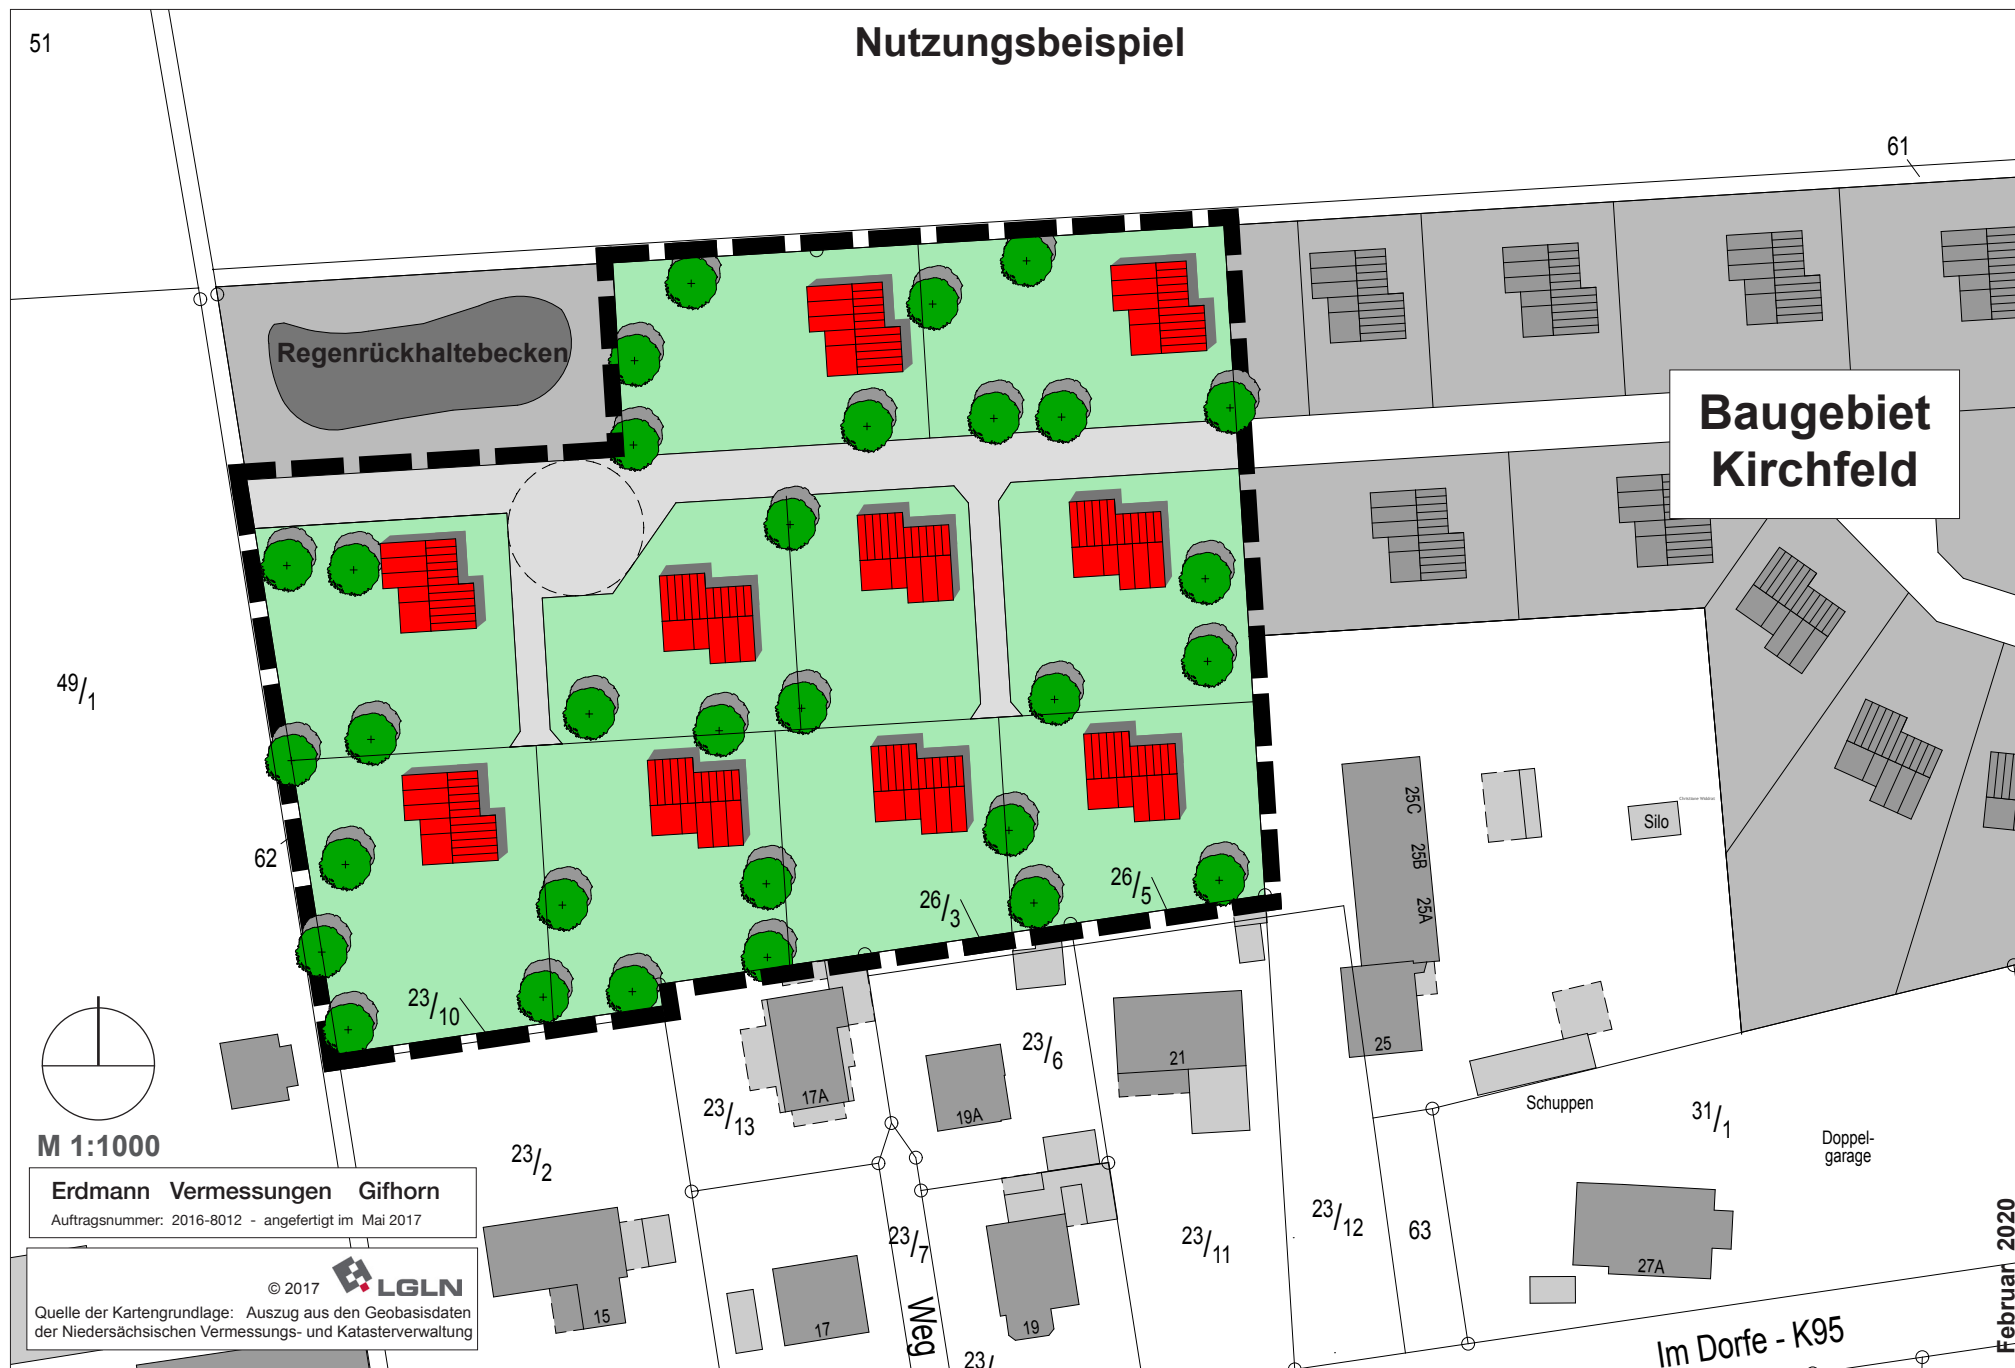 Nutzungsbeispiel
51
61
Regenrückhaltebecken
Baugebiet
Kirchfeld
49/1
62
25C
25B
25A
Silo
26/3
26/5
23/10
23/6
21
25
17A
19A
23/13
Schuppen
31/1
Doppel-
garage
M 1:1000
23/2
Erdmann Vermessungen Gifhorn
Auftragsnummer: 2016-8012 - angefertigt im Mai 2017
23/7
23/11
23/12
63
27A
© 2017 LGLN
Quelle der Kartengrundlage: Auszug aus den Geobasisdaten
der Niedersächsischen Vermessungs- und Katasterverwaltung
15
17
Weg
19
23/
Im Dorfe - K95
Februar 2020